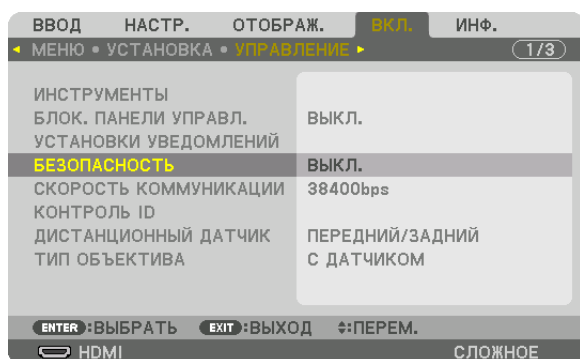 ВВОД НАСТР. ОТОБРАЖ. ВКЛ. ИНФ.
МЕНЮ • УСТАНОВКА • УПРАВЛЕНИЕ 1/3
ИНСТРУМЕНТЫ
БЛОК. ПАНЕЛИ УПРАВЛ. ВЫКЛ.
УСТАНОВКИ УВЕДОМЛЕНИЙ
БЕЗОПАСНОСТЬ ВЫКЛ.
СКОРОСТЬ КОММУНИКАЦИИ 38400bps
КОНТРОЛЬ ID
ДИСТАНЦИОННЫЙ ДАТЧИК ПЕРЕДНИЙ/ЗАДНИЙ
ТИП ОБЪЕКТИВА С ДАТЧИКОМ
ENTER :ВЫБРАТЬ EXIT :ВЫХОД :ПЕРЕМ.
HDMI СЛОЖНОЕ